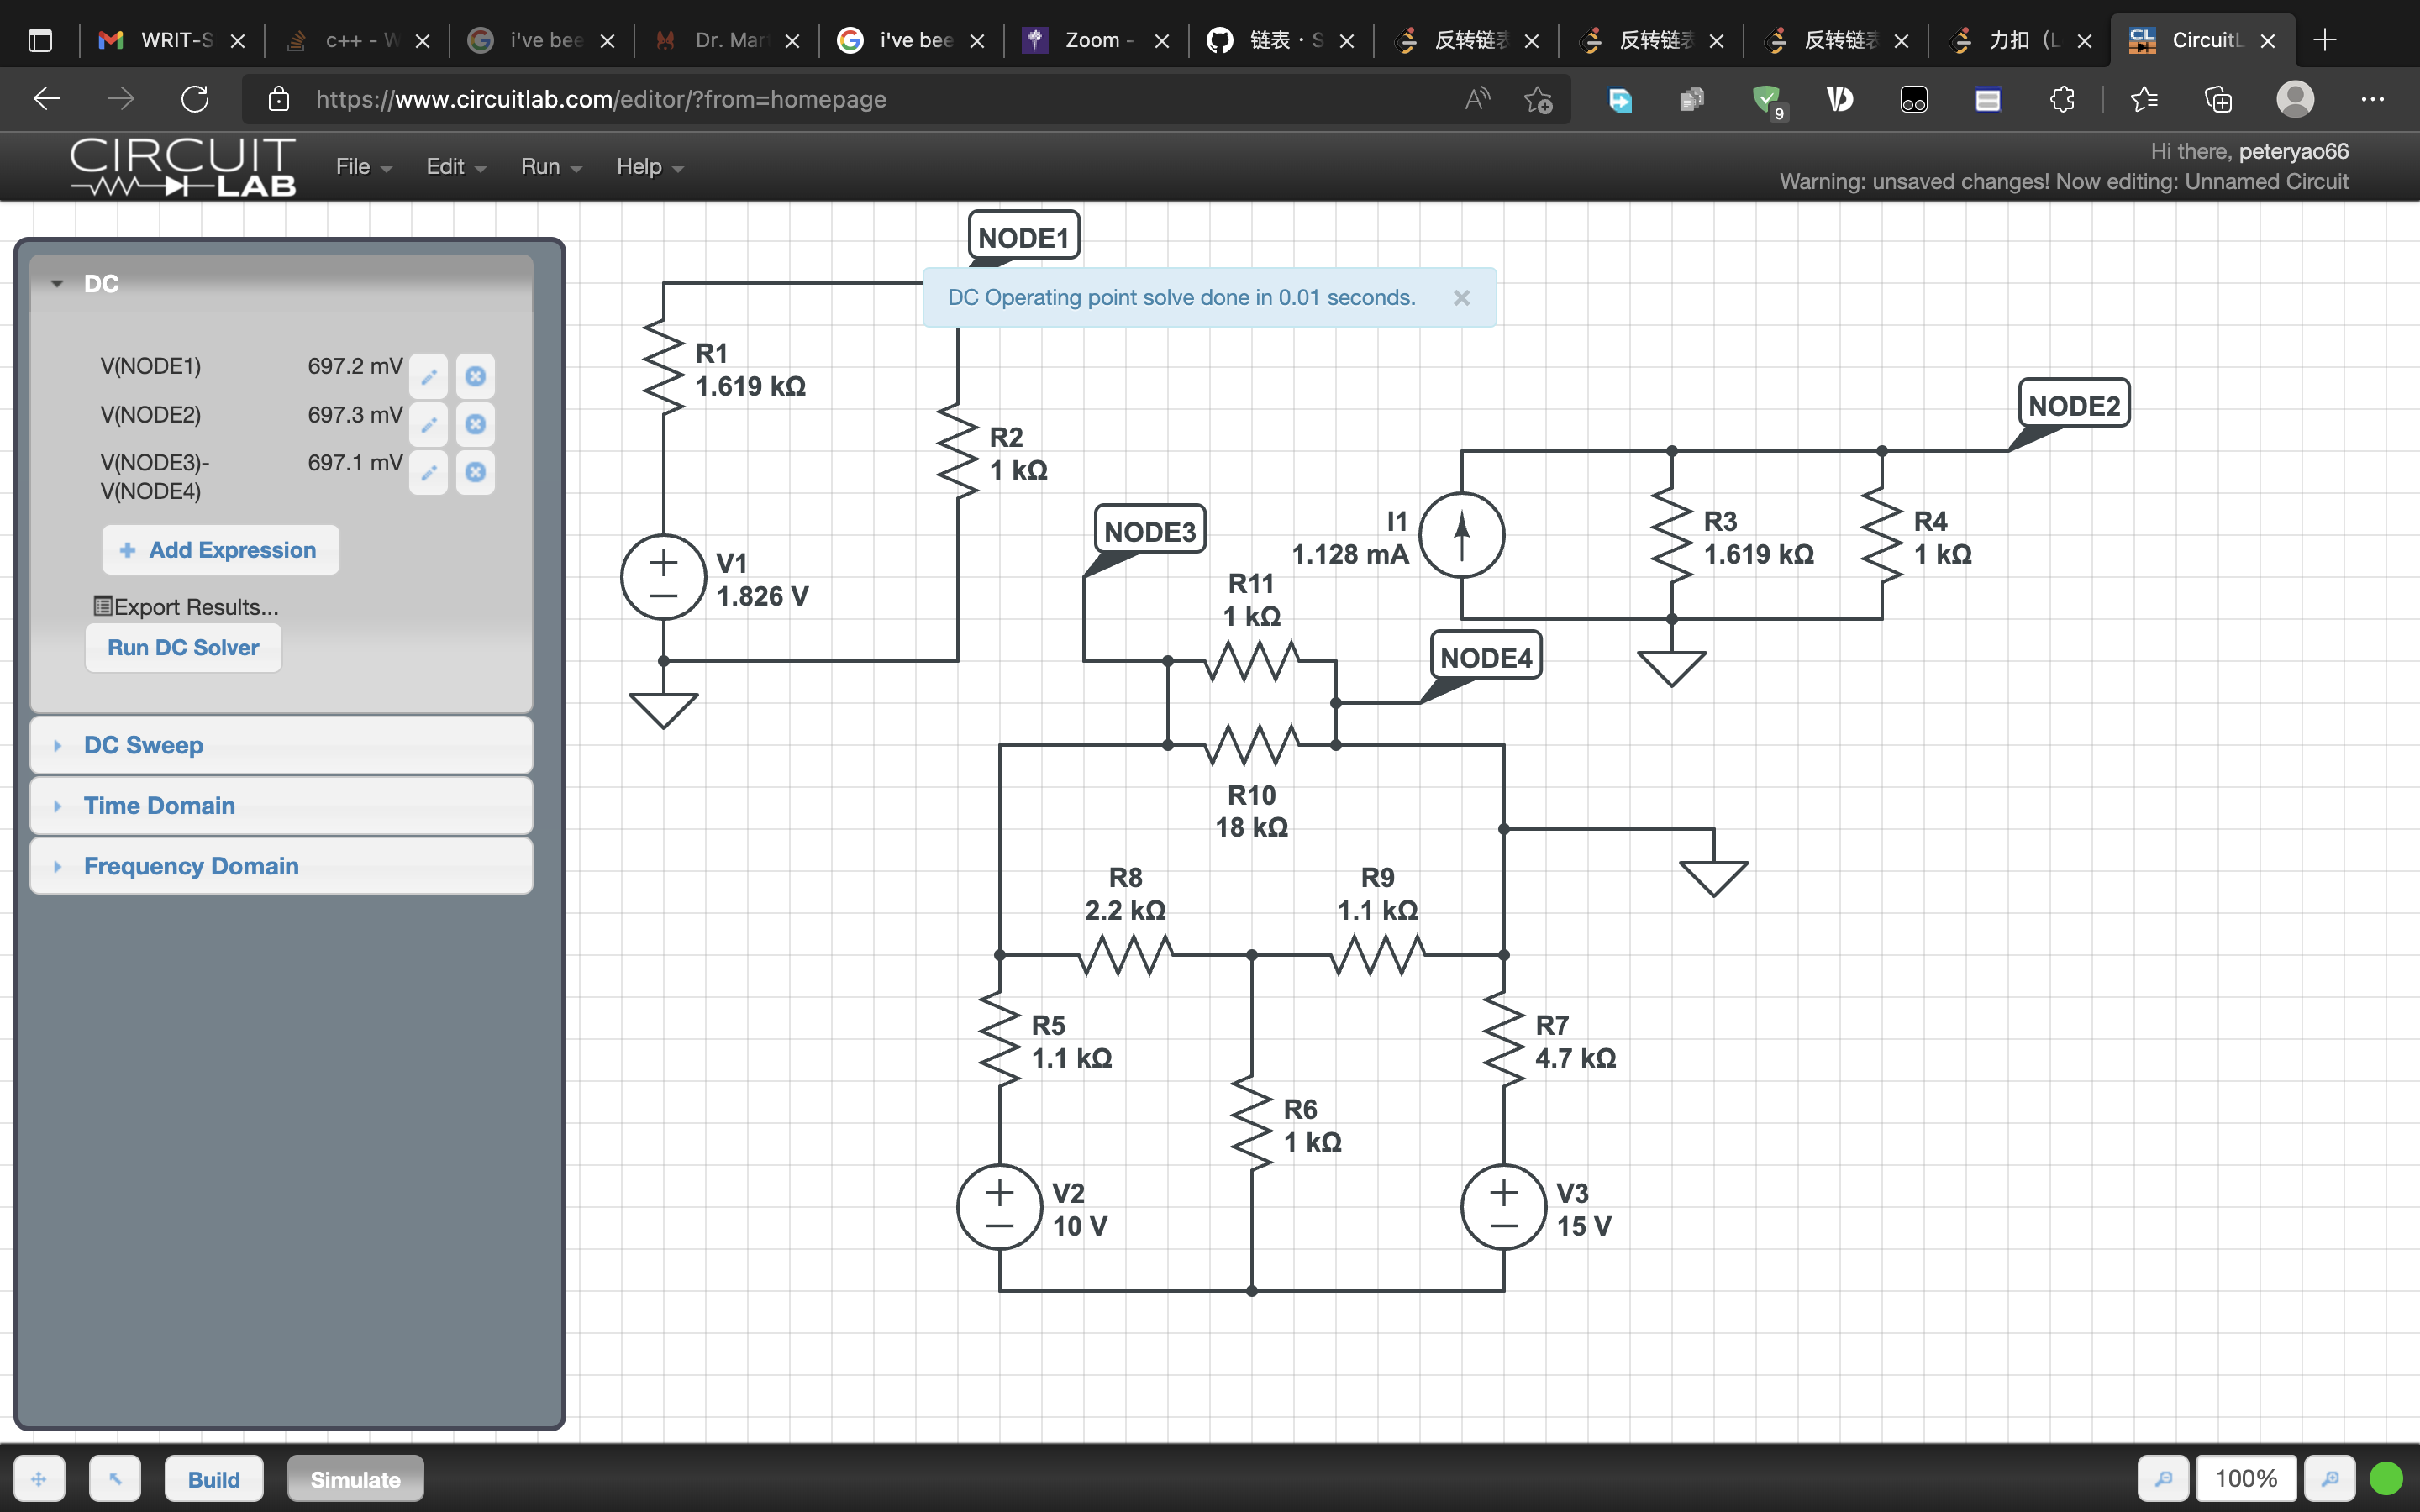 WRIT-S
c++ - W
i've bee
Dr. Mar
i've bee
Zoom -
链表 · S
反转链表
反转链表
反转链表
力扣 (L
CircuitL
https://www.circuitlab.com/editor/?from=homepage
9
CIRCUIT
LAB
File
Edit
Run
Help
Hi there, peteryao66
Warning: unsaved changes! Now editing: Unnamed Circuit
DC
V(NODE1)
697.2 mV
V(NODE2)
697.3 mV
V(NODE3)-
V(NODE4)
697.1 mV
Add Expression
Export Results...
Run DC Solver
DC Sweep
Time Domain
Frequency Domain
NODE1
DC Operating point solve done in 0.01 seconds.
R1
1.619 kΩ
R2
1 kΩ
V1
1.826 V
NODE2
I1
1.128 mA
R3
1.619 kΩ
R4
1 kΩ
NODE3
R11
1 kΩ
NODE4
R10
18 kΩ
R8
2.2 kΩ
R9
1.1 kΩ
R5
1.1 kΩ
R7
4.7 kΩ
R6
1 kΩ
V2
10 V
V3
15 V
Build
Simulate
100%